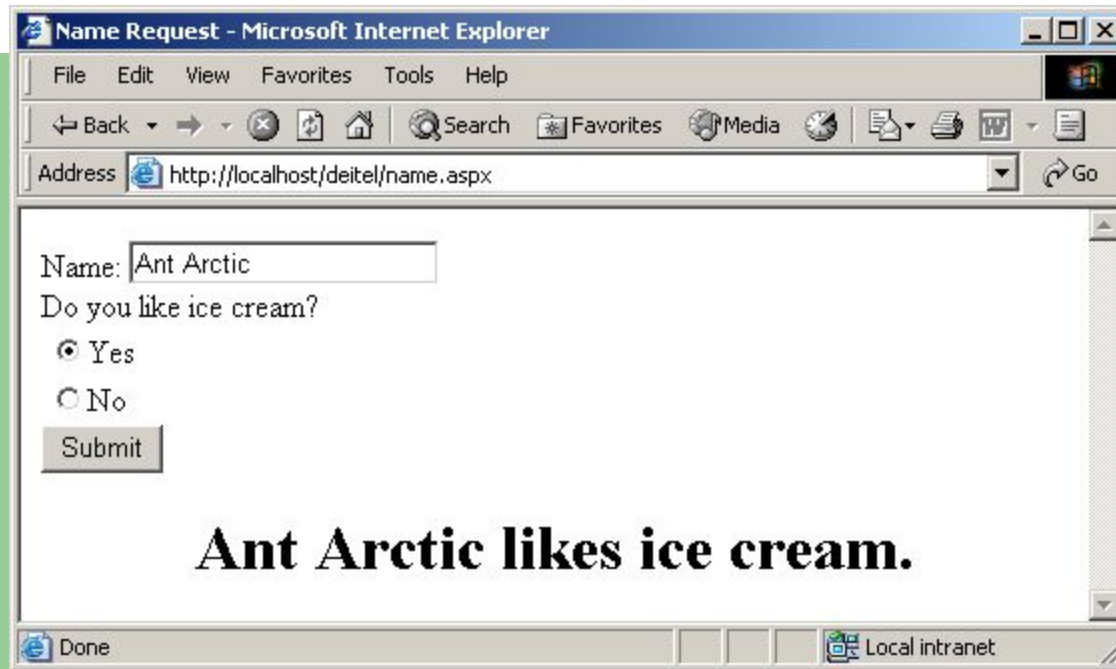 Name Request - Microsoft Internet Explorer
File Edit View Favorites Tools Help
Back Search Favorites Media W
Address http://localhost/deitel/name.aspx Go
Name: Ant Arctic
Do you like ice cream?
Yes
No
Submit
Ant Arctic likes ice cream.
Done Local intranet